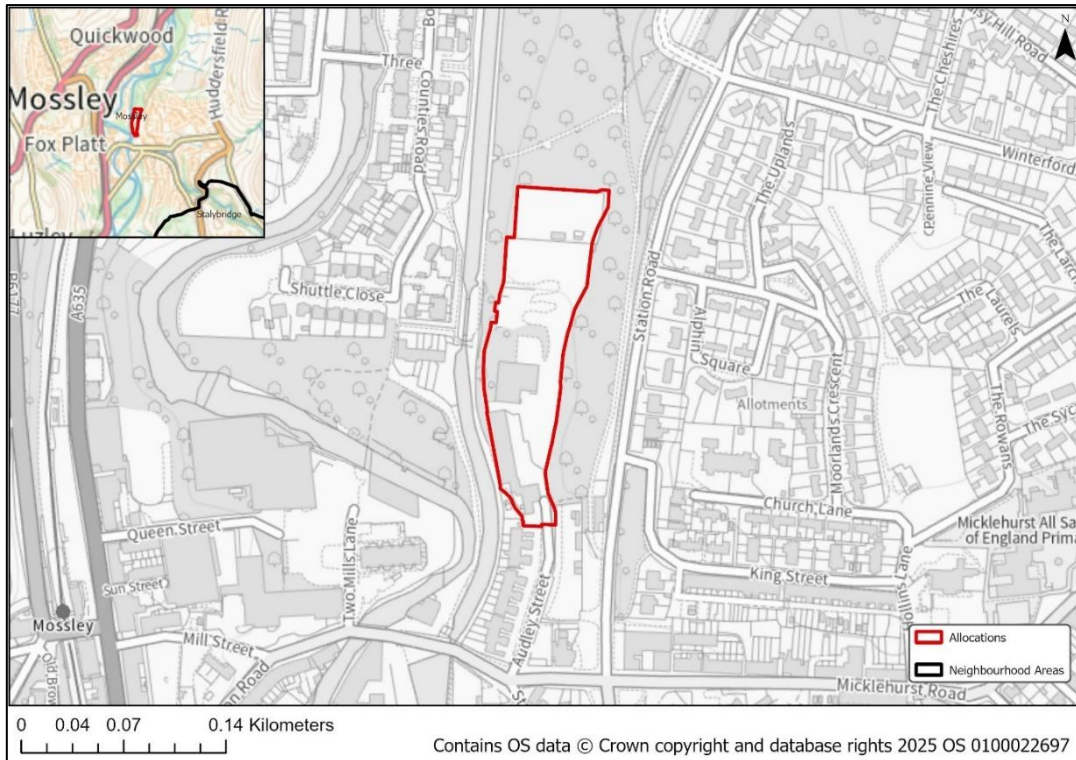 Quickwood
Mossley
Mossley
Fox Platt
Huddersfield R
Stalybridge
Luzley
N
Three
Counties Road
Shuttle Close
A635
Station Road
The Uplands
The Cheshires
Winterford
Pennine View
The Larch
The Laurels
Alphin Square
Allotments
Moorlands Crescent
The Rowans
The Syc
Church Lane
King Street
Micklehurst All Sa
of England Prima
Queen Street
Sun Street
Two Mills Lane
Mossley
Mill Street
Audley Street
Micklehurst Road
Allocations
Neighbourhood Areas
0 0.04 0.07 0.14 Kilometers
Contains OS data © Crown copyright and database rights 2025 OS 0100022697